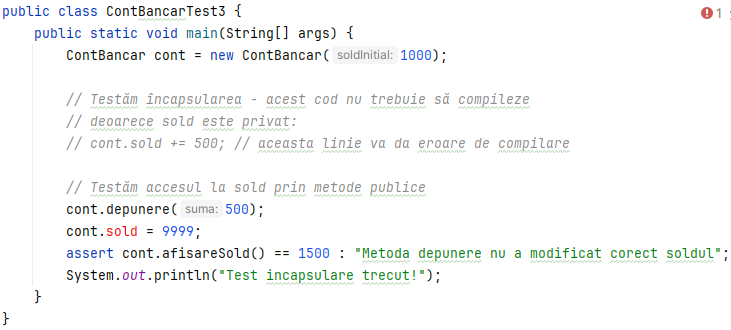 public class ContBancarTest3 { 1
public static void main(String[] args) {
ContBancar cont = new ContBancar( soldInitial: 1000);
// Testăm încapsularea - acest cod nu trebuie să compileze
// deoarece sold este privat:
// cont.sold += 500; // aceasta linie va da eroare de compilare
// Testăm accesul la sold prin metode publice
cont.depunere( suma: 500);
cont.sold = 9999;
assert cont.afisareSold() == 1500 : "Metoda depunere nu a modificat corect soldul";
System.out.println("Test incapsulare trecut!");
}
}